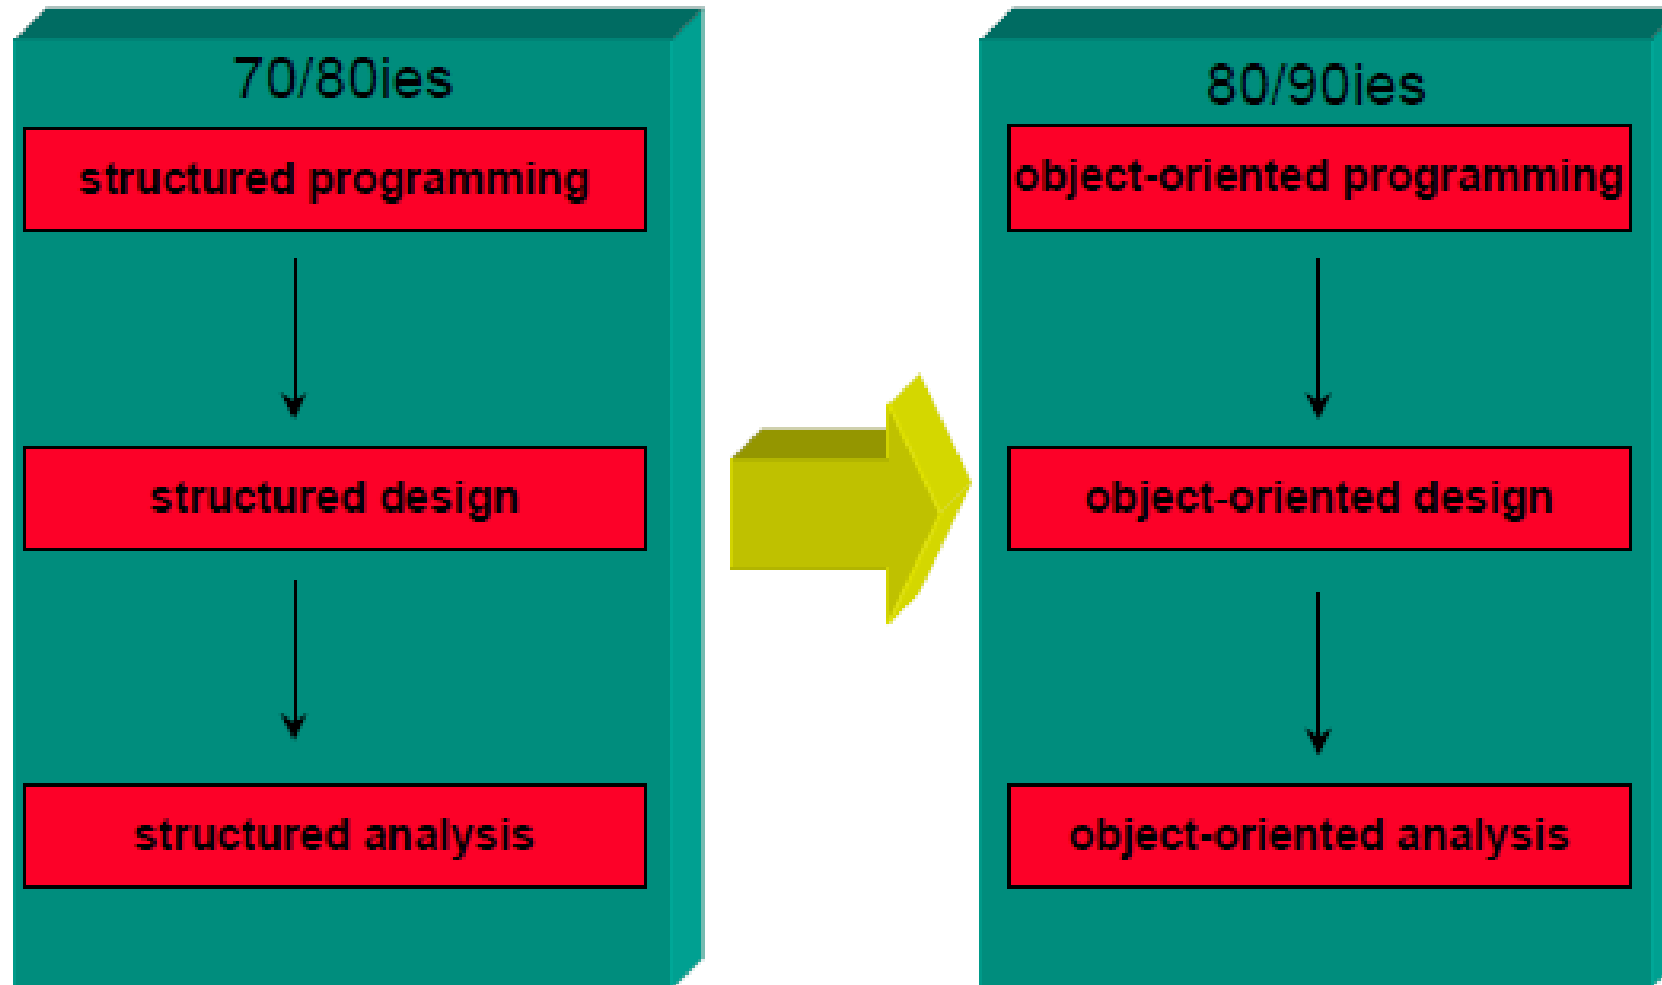 70/80ies
structured programming
structured design
structured analysis
80/90ies
object-oriented programming
object-oriented design
object-oriented analysis